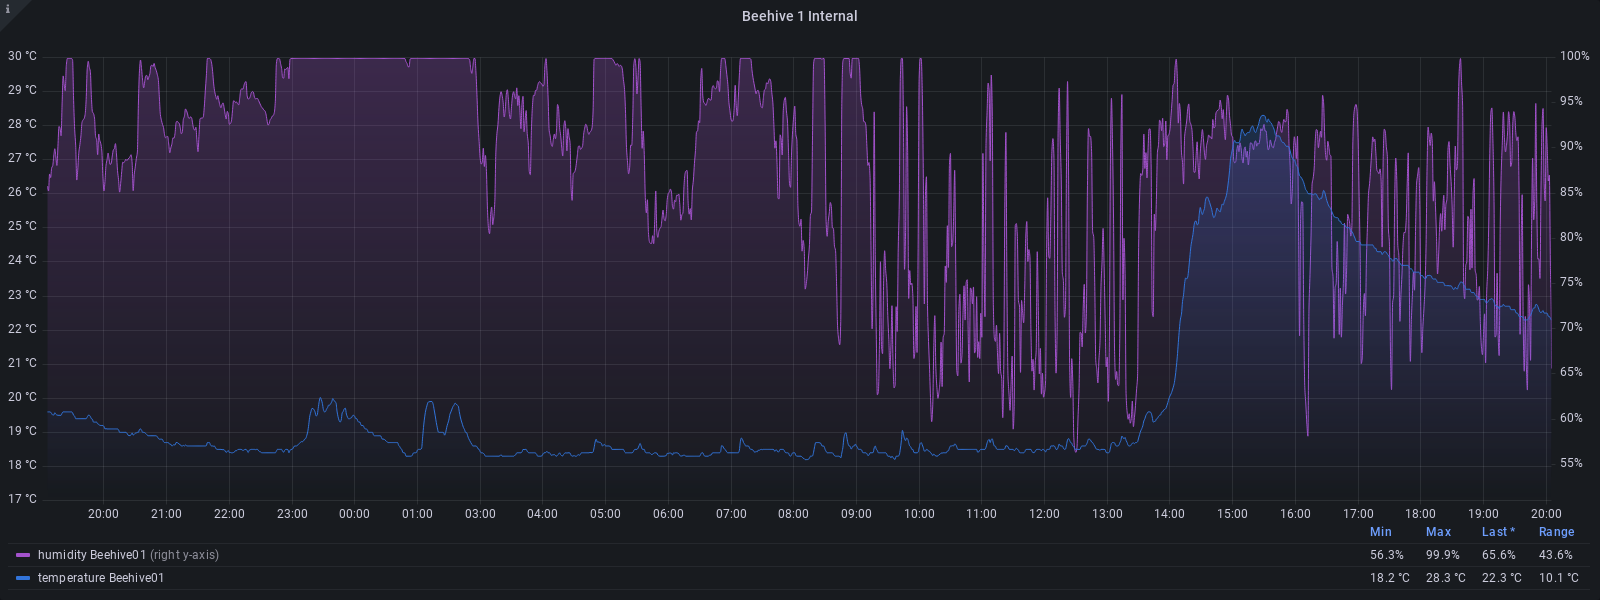 i
Beehive 1 Internal
30 °C 100%
29 °C 95%
28 °C 90%
27 °C 85%
26 °C 80%
25 °C 75%
24 °C 70%
23 °C 65%
22 °C 60%
21 °C 55%
20 °C
19 °C
18 °C
17 °C
20:00 21:00 22:00 23:00 00:00 01:00 02:00 03:00 04:00 05:00 06:00 07:00 08:00 09:00 10:00 11:00 12:00 13:00 14:00 15:00 16:00 17:00 18:00 19:00 20:00
Min Max Last * Range
humidity Beehive01 (right y-axis) 56.3% 99.9% 65.6% 43.6%
temperature Beehive01 18.2 °C 28.3 °C 22.3 °C 10.1 °C